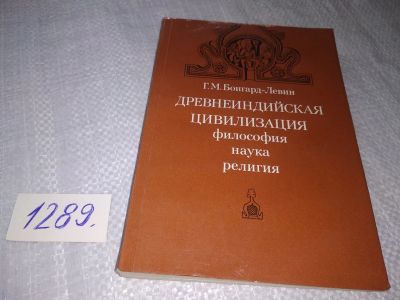 Г.М.Бонгард-Левин
ДРЕВНЕИНДИЙСКАЯ
ЦИВИЛИЗАЦИЯ
философия
наука
религия
1289.